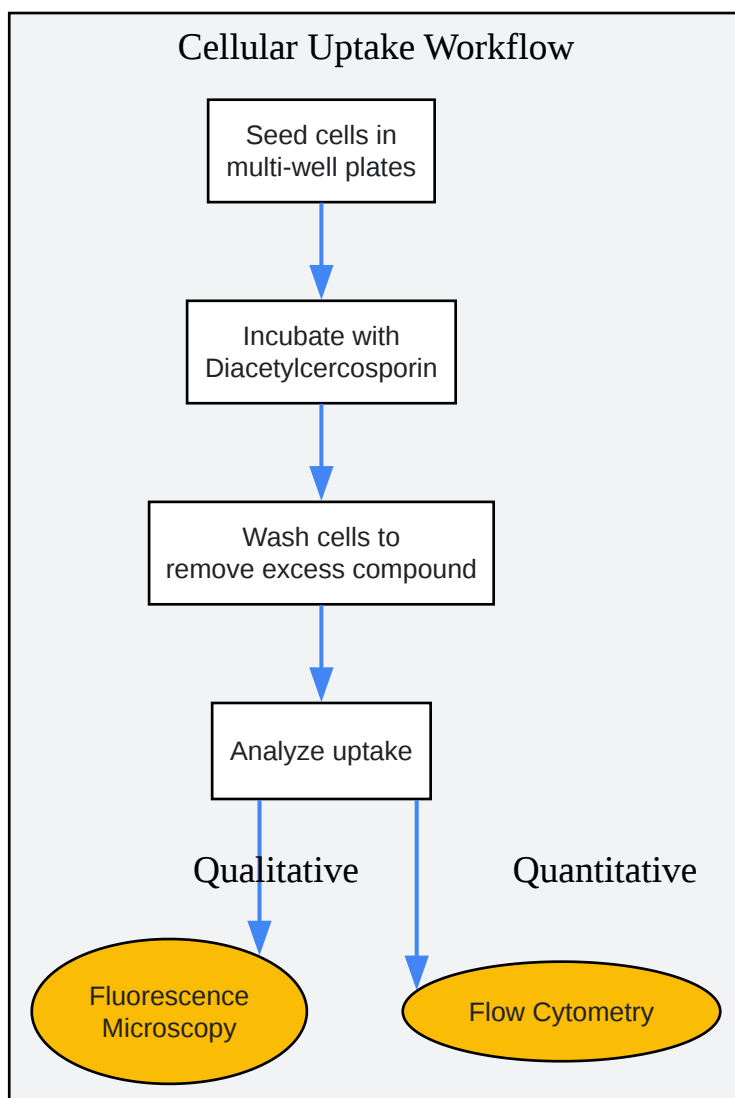 Cellular Uptake Workflow
Seed cells in
multi-well plates
Incubate with
Diacetylcercosporin
Wash cells to
remove excess compound
Analyze uptake
Qualitative
Quantitative
Fluorescence
Microscopy
Flow Cytometry